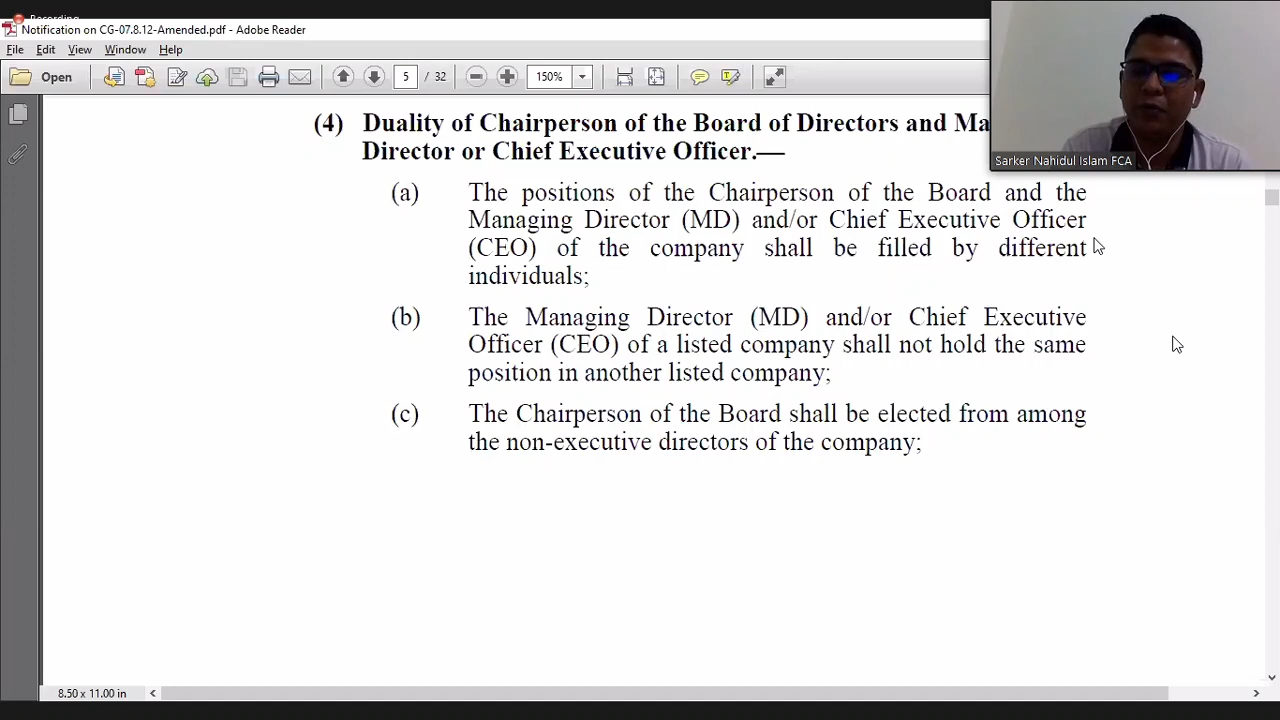 Recording
Notification on CG-07.8.12-Amended.pdf - Adobe Reader
File Edit View Window Help
Open 5 / 32 150%
Sarker Nahidul Islam FCA
(4) Duality of Chairperson of the Board of Directors and Ma
Director or Chief Executive Officer.—
(a) The positions of the Chairperson of the Board and the
Managing Director (MD) and/or Chief Executive Officer
(CEO) of the company shall be filled by different
individuals;
(b) The Managing Director (MD) and/or Chief Executive
Officer (CEO) of a listed company shall not hold the same
position in another listed company;
(c) The Chairperson of the Board shall be elected from among
the non-executive directors of the company;
8.50 x 11.00 in